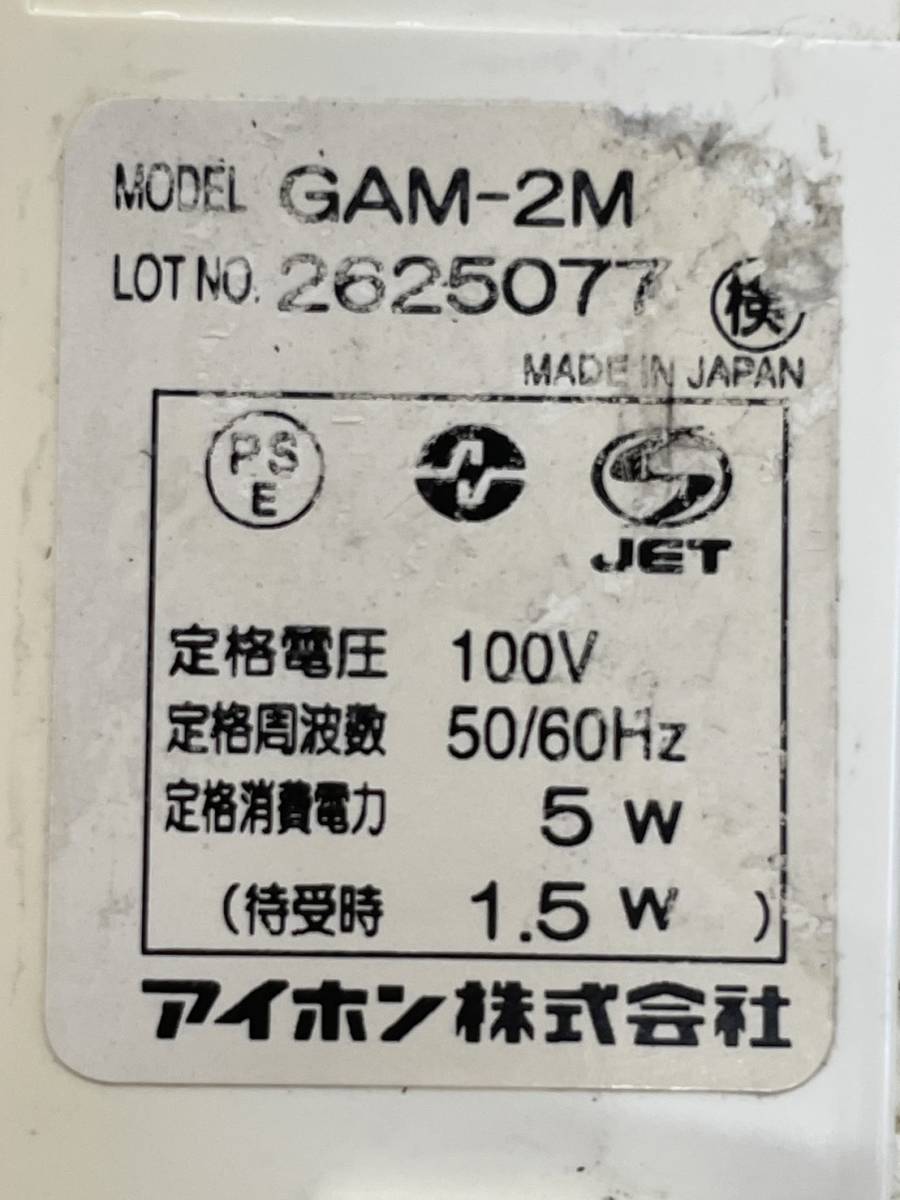 MODEL GAM-2M
LOT NO. 2625077 検
MADE IN JAPAN
PS
E
JET
定格電圧 100V
定格周波数 50/60Hz
定格消費電力 5 W
(待受時 1.5 W )
アイホン株式会社